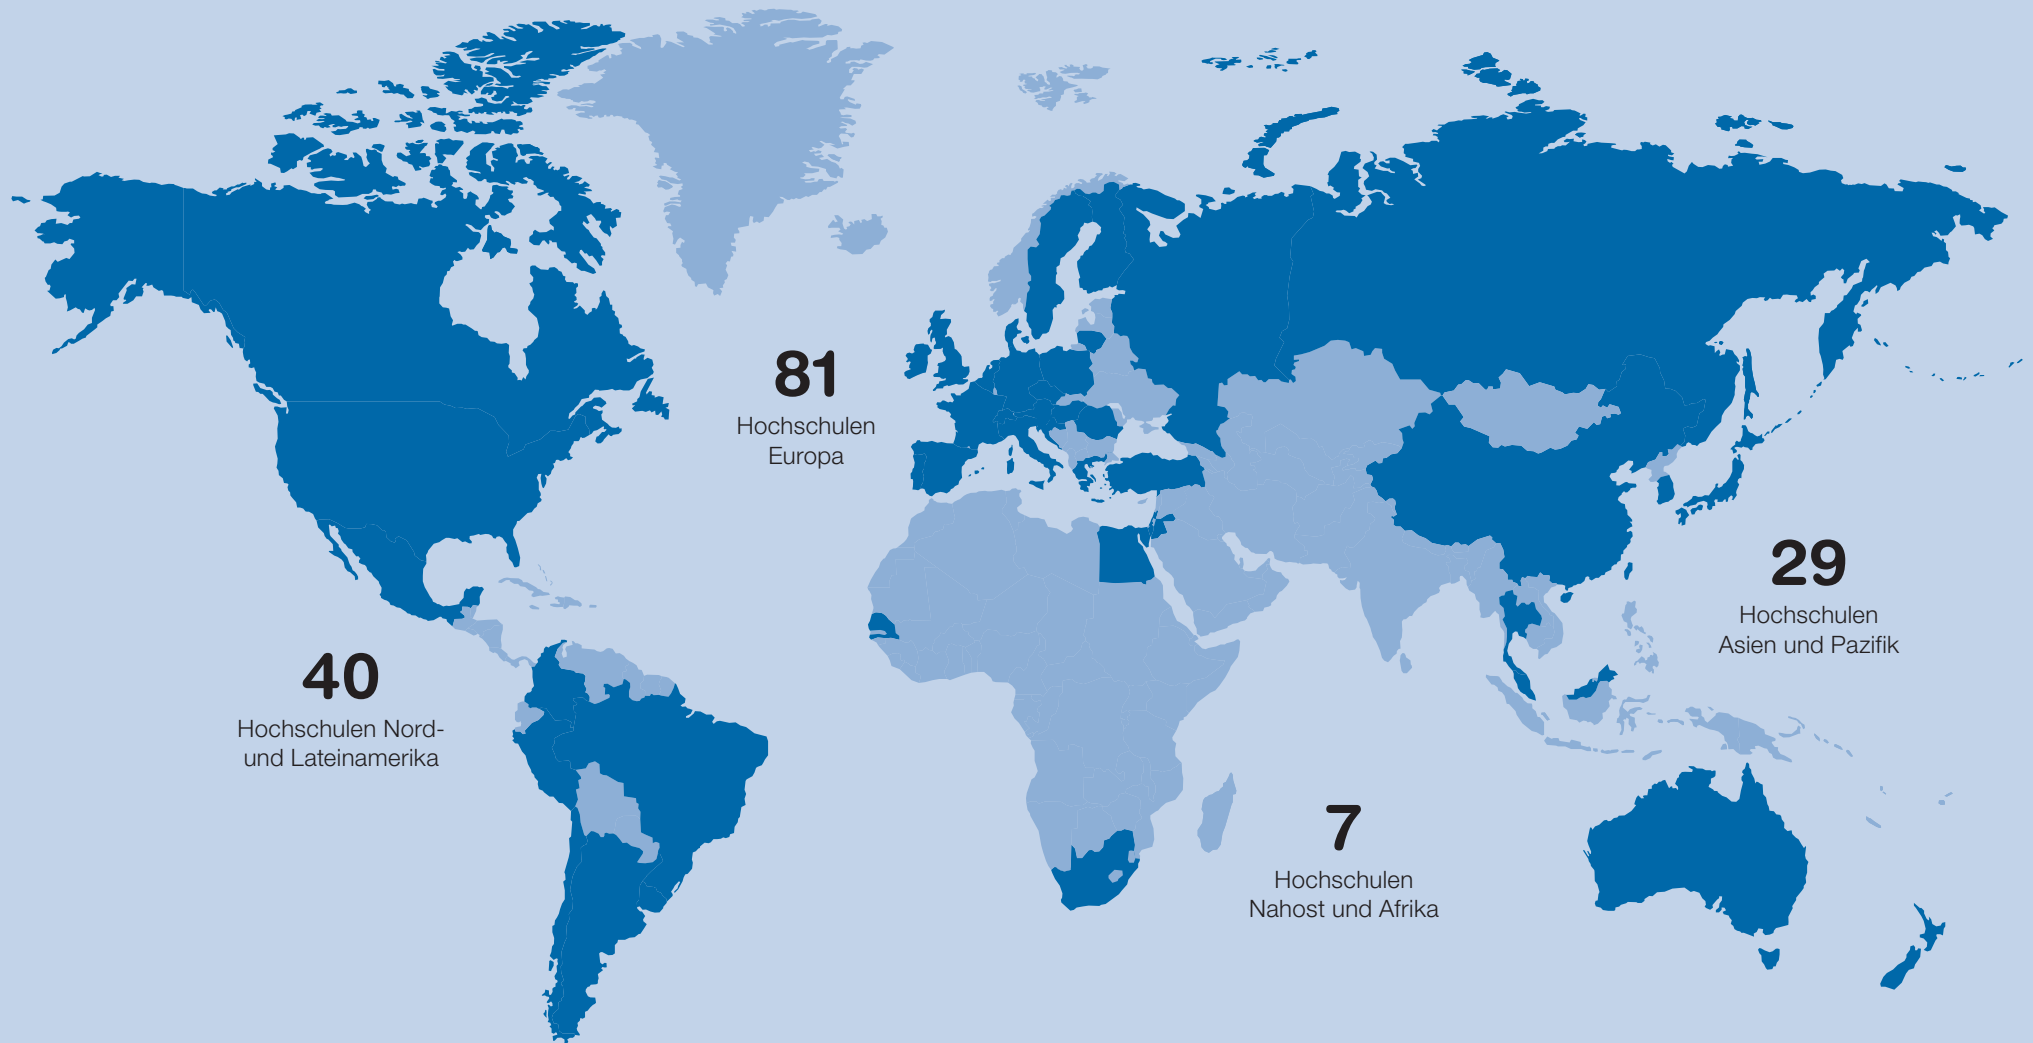 81
Hochschulen
Europa
29
Hochschulen
Asien und Pazifik
40
Hochschulen Nord-
und Lateinamerika
7
Hochschulen
Nahost und Afrika